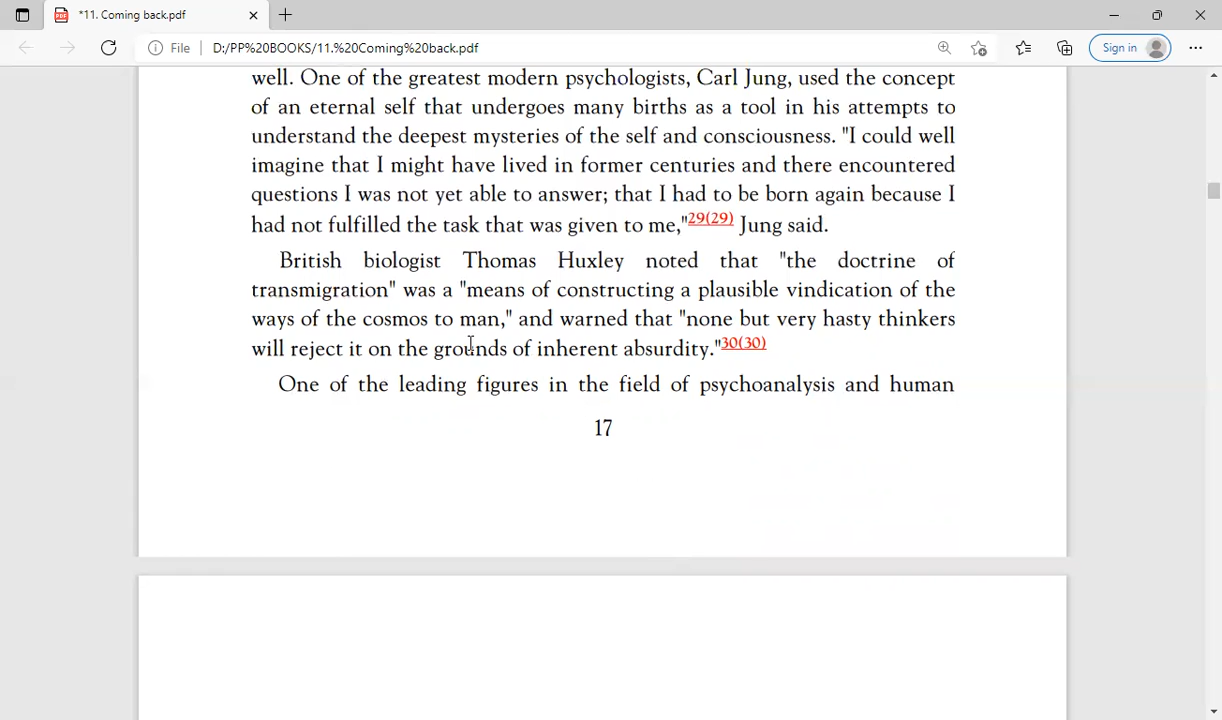 *11. Coming back.pdf
File D:/PP%20BOOKS/11.%20Coming%20back.pdf
Sign in
well. One of the greatest modern psychologists, Carl Jung, used the concept
of an eternal self that undergoes many births as a tool in his attempts to
understand the deepest mysteries of the self and consciousness. "I could well
imagine that I might have lived in former centuries and there encountered
questions I was not yet able to answer; that I had to be born again because I
had not fulfilled the task that was given to me,"29(29) Jung said.
British biologist Thomas Huxley noted that "the doctrine of
transmigration" was a "means of constructing a plausible vindication of the
ways of the cosmos to man," and warned that "none but very hasty thinkers
will reject it on the grounds of inherent absurdity."30(30)
One of the leading figures in the field of psychoanalysis and human
17